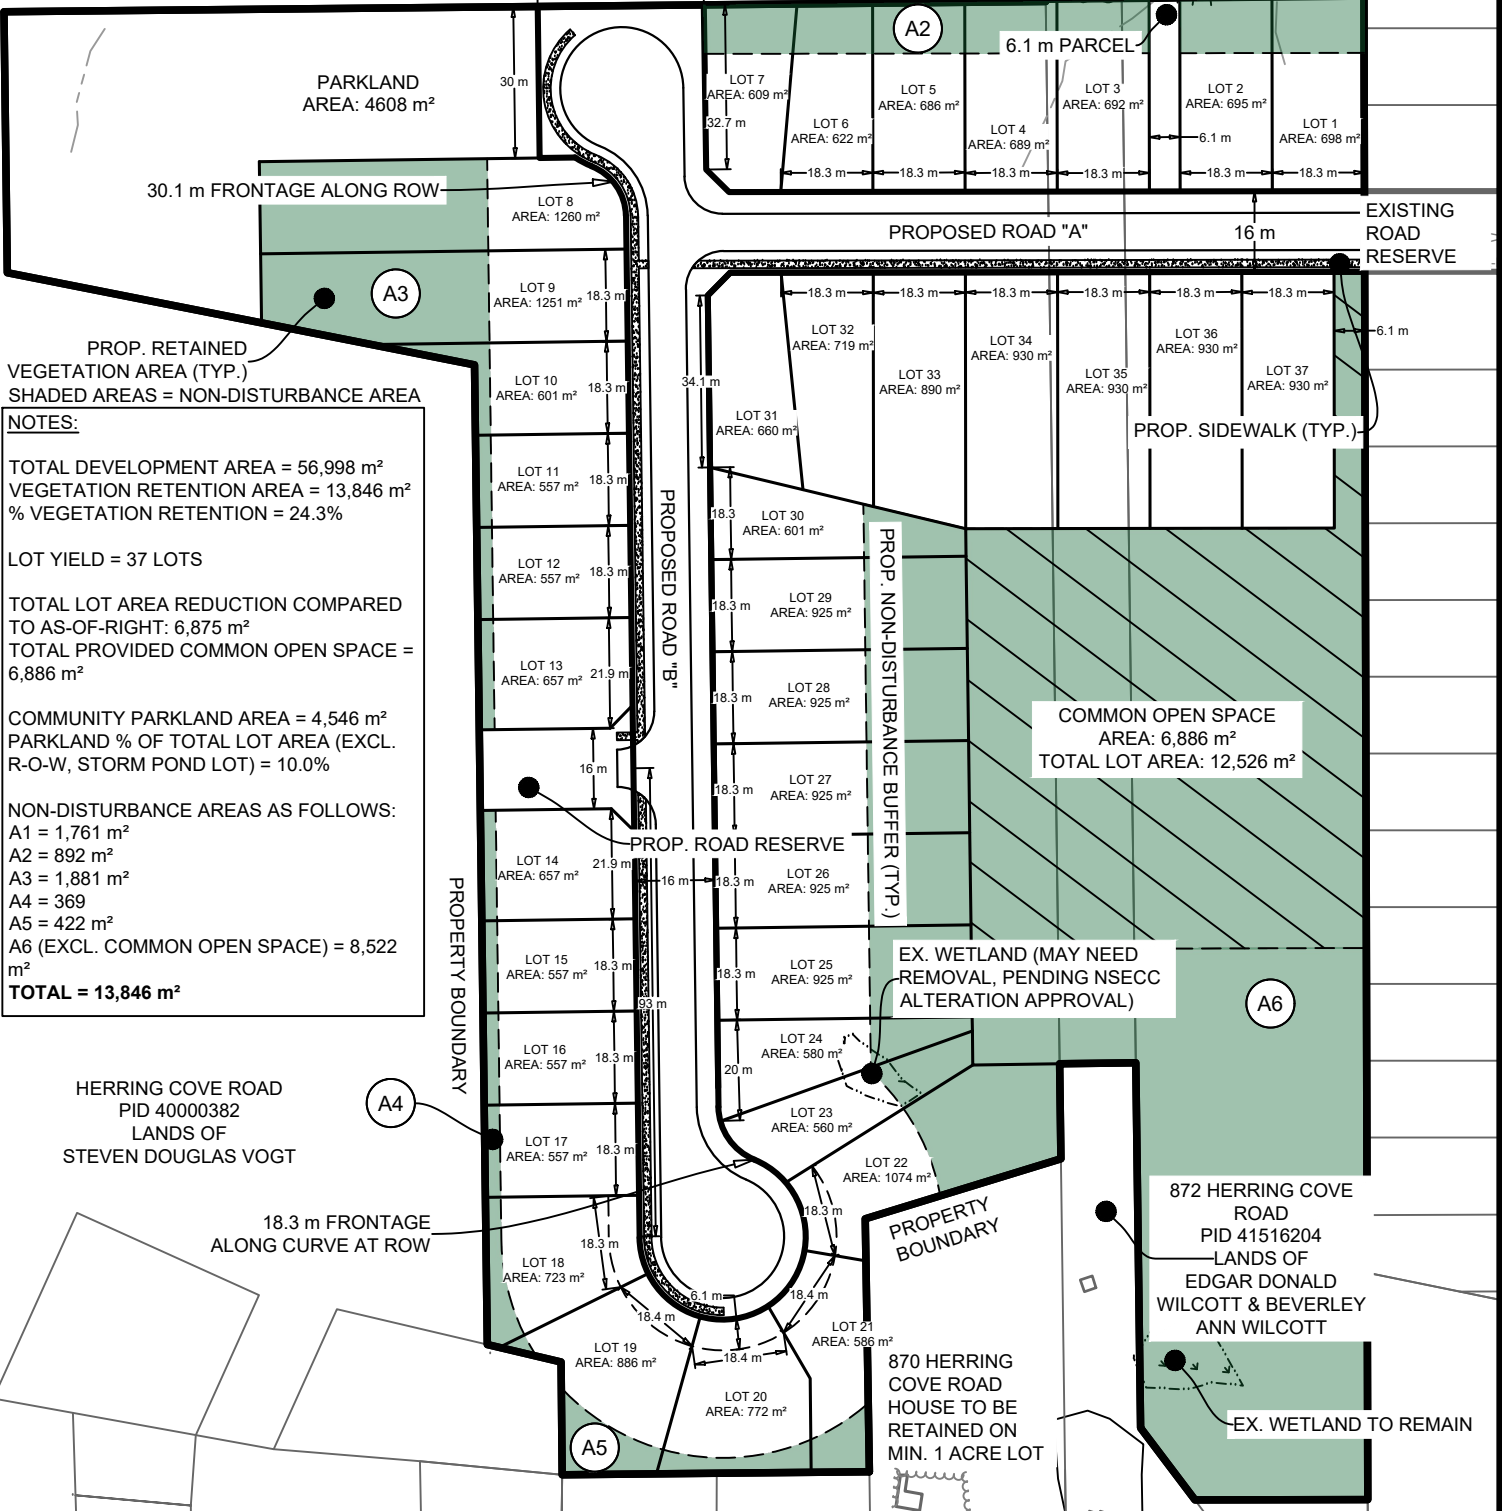 PARKLAND
AREA: 4608 m²
30 m
A2
6.1 m PARCEL
LOT 7
AREA: 609 m²
32.7 m
LOT 6
AREA: 622 m²
LOT 5
AREA: 686 m²
LOT 4
AREA: 689 m²
LOT 3
AREA: 692 m²
LOT 2
AREA: 695 m²
LOT 1
AREA: 698 m²
6.1 m
18.3 m
18.3 m
18.3 m
18.3 m
18.3 m
18.3 m
30.1 m FRONTAGE ALONG ROW
LOT 8
AREA: 1260 m²
PROPOSED ROAD "A"
16 m
EXISTING
ROAD
RESERVE
A3
LOT 9
AREA: 1251 m²
18.3 m
18.3 m
18.3 m
18.3 m
18.3 m
18.3 m
18.3 m
6.1 m
PROP. RETAINED
VEGETATION AREA (TYP.)
SHADED AREAS = NON-DISTURBANCE AREA
LOT 10
AREA: 601 m²
18.3 m
34.1 m
LOT 31
AREA: 660 m²
LOT 32
AREA: 719 m²
LOT 33
AREA: 890 m²
LOT 34
AREA: 930 m²
LOT 35
AREA: 930 m²
LOT 36
AREA: 930 m²
LOT 37
AREA: 930 m²
PROP. SIDEWALK (TYP.)
NOTES:
TOTAL DEVELOPMENT AREA = 56,998 m²
VEGETATION RETENTION AREA = 13,846 m²
% VEGETATION RETENTION = 24.3%
LOT YIELD = 37 LOTS
TOTAL LOT AREA REDUCTION COMPARED
TO AS-OF-RIGHT: 6,875 m²
TOTAL PROVIDED COMMON OPEN SPACE =
6,886 m²
COMMUNITY PARKLAND AREA = 4,546 m²
PARKLAND % OF TOTAL LOT AREA (EXCL.
R-O-W, STORM POND LOT) = 10.0%
NON-DISTURBANCE AREAS AS FOLLOWS:
A1 = 1,761 m²
A2 = 892 m²
A3 = 1,881 m²
A4 = 369
A5 = 422 m²
A6 (EXCL. COMMON OPEN SPACE) = 8,522
m²
TOTAL = 13,846 m²
LOT 11
AREA: 557 m²
18.3 m
LOT 12
AREA: 557 m²
18.3 m
LOT 13
AREA: 657 m²
21.9 m
16 m
PROPOSED ROAD "B"
18.3
LOT 30
AREA: 601 m²
18.3 m
LOT 29
AREA: 925 m²
18.3 m
LOT 28
AREA: 925 m²
18.3 m
LOT 27
AREA: 925 m²
PROP. NON-DISTURBANCE BUFFER (TYP.)
COMMON OPEN SPACE
AREA: 6,886 m²
TOTAL LOT AREA: 12,526 m²
PROP. ROAD RESERVE
LOT 14
AREA: 657 m²
21.9 m
16 m
18.3 m
LOT 26
AREA: 925 m²
PROPERTY BOUNDARY
LOT 15
AREA: 557 m²
18.3 m
93 m
18.3 m
LOT 25
AREA: 925 m²
EX. WETLAND (MAY NEED
REMOVAL, PENDING NSECC
ALTERATION APPROVAL)
A6
LOT 16
AREA: 557 m²
18.3 m
20 m
LOT 24
AREA: 580 m²
HERRING COVE ROAD
PID 40000382
LANDS OF
STEVEN DOUGLAS VOGT
A4
LOT 17
AREA: 557 m²
18.3 m
LOT 23
AREA: 560 m²
LOT 22
AREA: 1074 m²
18.3 m
PROPERTY
BOUNDARY
872 HERRING COVE
ROAD
PID 41516204
LANDS OF
EDGAR DONALD
WILCOTT & BEVERLEY
ANN WILCOTT
18.3 m FRONTAGE
ALONG CURVE AT ROW
18.3 m
LOT 18
AREA: 723 m²
6.1 m
18.4 m
18.4 m
18.4 m
LOT 19
AREA: 886 m²
LOT 21
AREA: 586 m²
LOT 20
AREA: 772 m²
A5
870 HERRING
COVE ROAD
HOUSE TO BE
RETAINED ON
MIN. 1 ACRE LOT
EX. WETLAND TO REMAIN